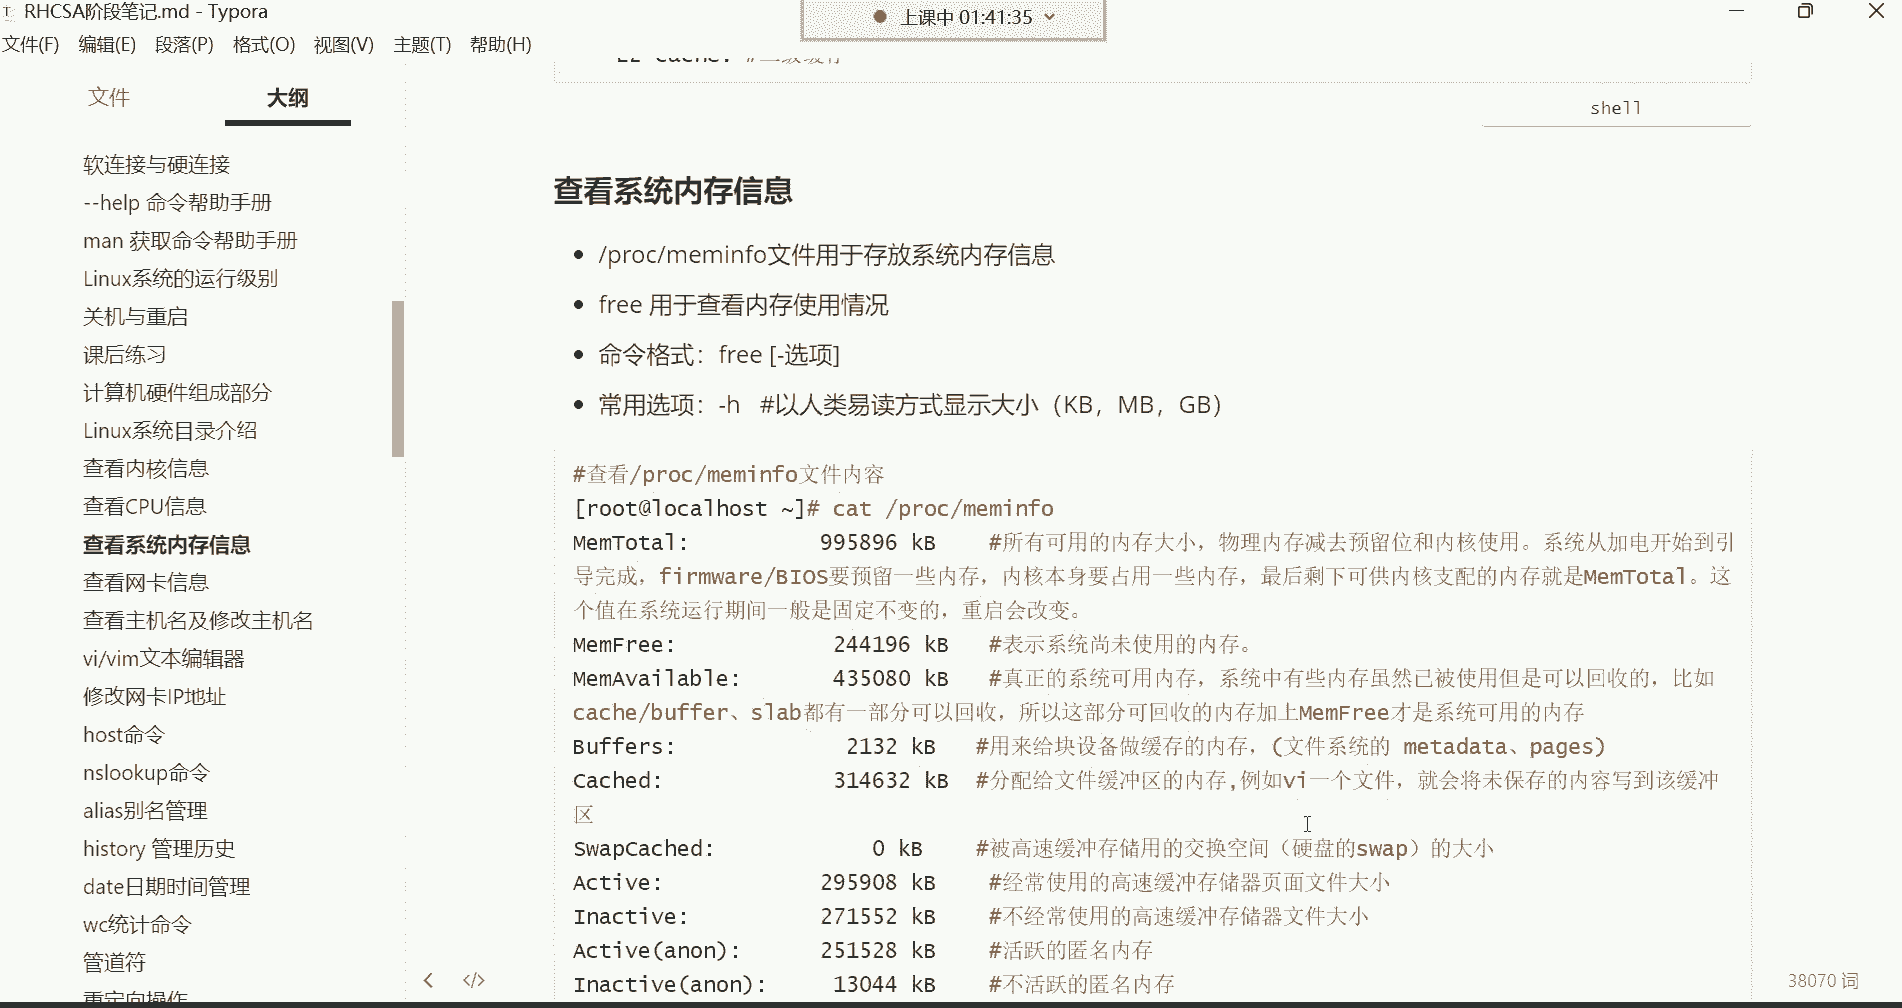 RHCSA阶段笔记.md - Typora
上课中 01:41:35
文件(F) 编辑(E) 段落(P) 格式(O) 视图(V) 主题(T) 帮助(H)
文件 大纲
软连接与硬连接
--help 命令帮助手册
man 获取命令帮助手册
Linux系统的运行级别
关机与重启
课后练习
计算机硬件组成部分
Linux系统目录介绍
查看内核信息
查看CPU信息
查看系统内存信息
查看网卡信息
查看主机名及修改主机名
vi/vim文本编辑器
修改网卡IP地址
host命令
nslookup命令
alias别名管理
history 管理历史
date日期时间管理
wc统计命令
管道符
重定向操作
shell
查看系统内存信息
/proc/meminfo文件用于存放系统内存信息
free 用于查看内存使用情况
命令格式：free [-选项]
常用选项：-h #以人类易读方式显示大小（KB，MB，GB）
#查看/proc/meminfo文件内容
[root@localhost ~]# cat /proc/meminfo
MemTotal: 995896 kB #所有可用的内存大小，物理内存减去预留位和内核使用。系统从加电开始到引
导完成，firmware/BIOS要预留一些内存，内核本身要占用一些内存，最后剩下可供内核支配的内存就是MemTotal。这
个值在系统运行期间一般是固定不变的，重启会改变。
MemFree: 244196 kB #表示系统尚未使用的内存。
MemAvailable: 435080 kB #真正的系统可用内存，系统中有些内存虽然已被使用但是可以回收的，比如
cache/buffer、slab都有一部分可以回收，所以这部分可回收的内存加上MemFree才是系统可用的内存
Buffers: 2132 kB #用来给块设备做缓存的内存，(文件系统的 metadata、pages)
Cached: 314632 kB #分配给文件缓冲区的内存,例如vi一个文件，就会将未保存的内容写到该缓冲
区
SwapCached: 0 kB #被高速缓冲存储用的交换空间（硬盘的swap）的大小
Active: 295908 kB #经常使用的高速缓冲存储器页面文件大小
Inactive: 271552 kB #不经常使用的高速缓冲存储器文件大小
Active(anon): 251528 kB #活跃的匿名内存
Inactive(anon): 13044 kB #不活跃的匿名内存
38070 词